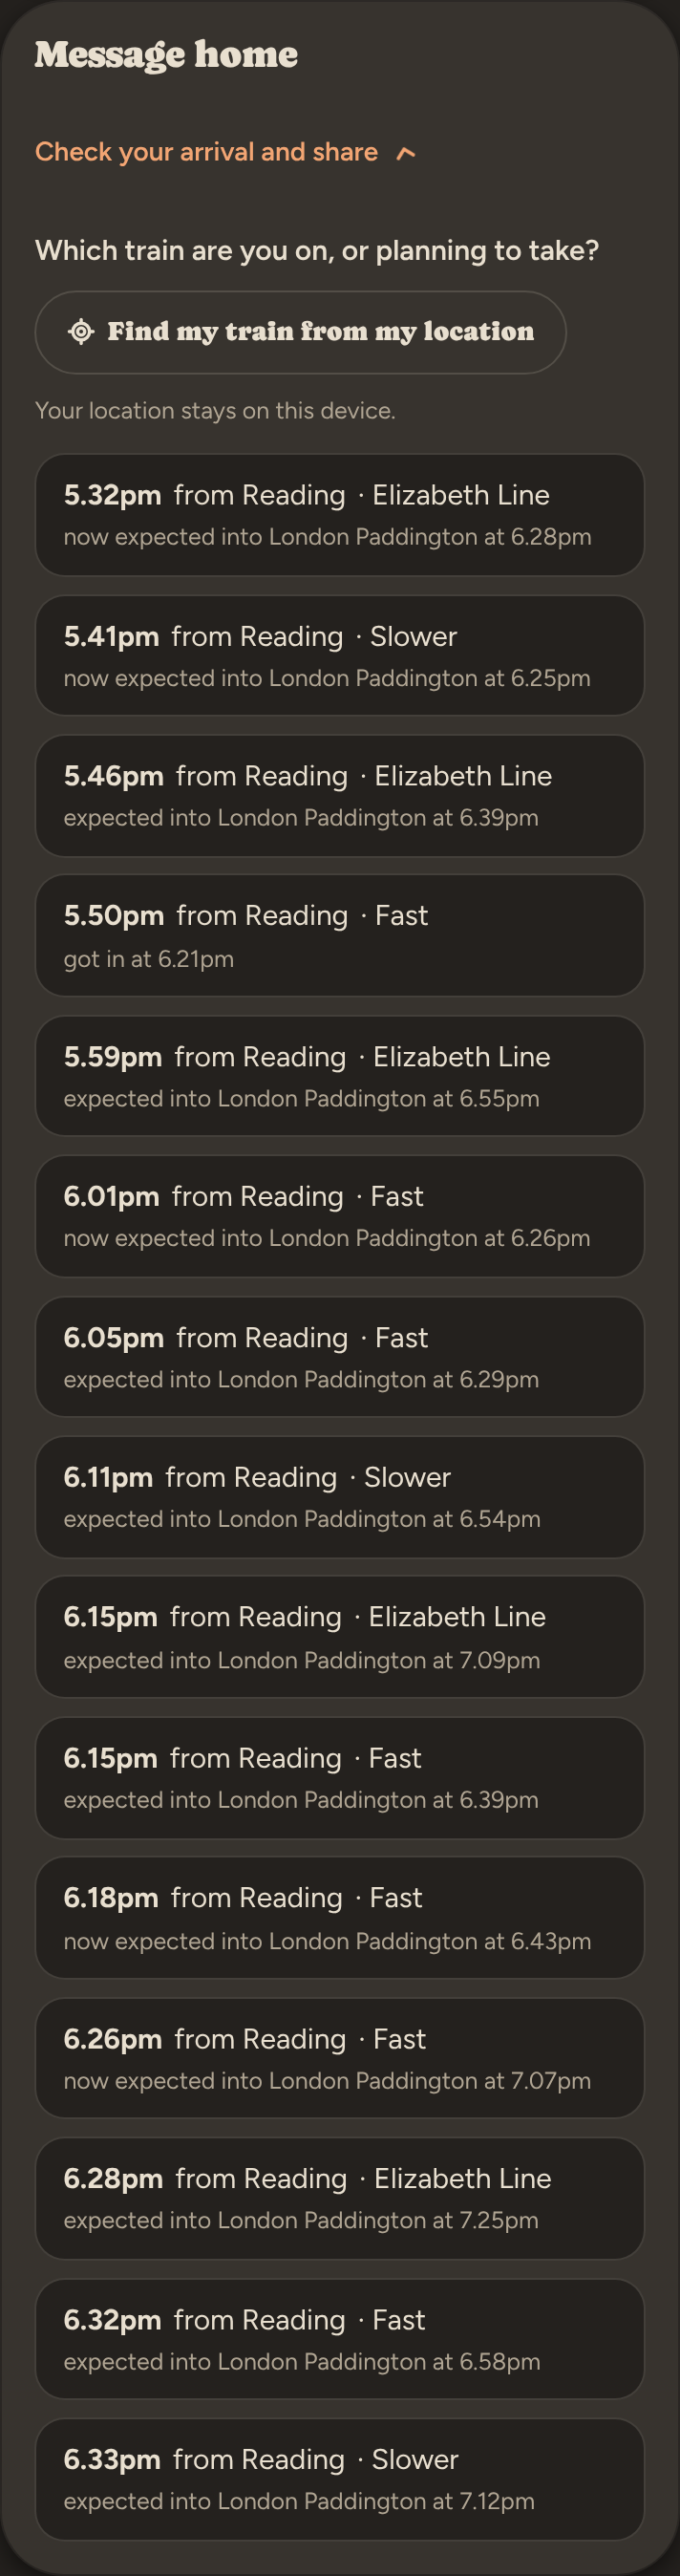 Message home
Check your arrival and share
Which train are you on, or planning to take?
Find my train from my location
Your location stays on this device.
5.32pm from Reading · Elizabeth Line
now expected into London Paddington at 6.28pm
5.41pm from Reading · Slower
now expected into London Paddington at 6.25pm
5.46pm from Reading · Elizabeth Line
expected into London Paddington at 6.39pm
5.50pm from Reading · Fast
got in at 6.21pm
5.59pm from Reading · Elizabeth Line
expected into London Paddington at 6.55pm
6.01pm from Reading · Fast
now expected into London Paddington at 6.26pm
6.05pm from Reading · Fast
expected into London Paddington at 6.29pm
6.11pm from Reading · Slower
expected into London Paddington at 6.54pm
6.15pm from Reading · Elizabeth Line
expected into London Paddington at 7.09pm
6.15pm from Reading · Fast
expected into London Paddington at 6.39pm
6.18pm from Reading · Fast
now expected into London Paddington at 6.43pm
6.26pm from Reading · Fast
now expected into London Paddington at 7.07pm
6.28pm from Reading · Elizabeth Line
expected into London Paddington at 7.25pm
6.32pm from Reading · Fast
expected into London Paddington at 6.58pm
6.33pm from Reading · Slower
expected into London Paddington at 7.12pm